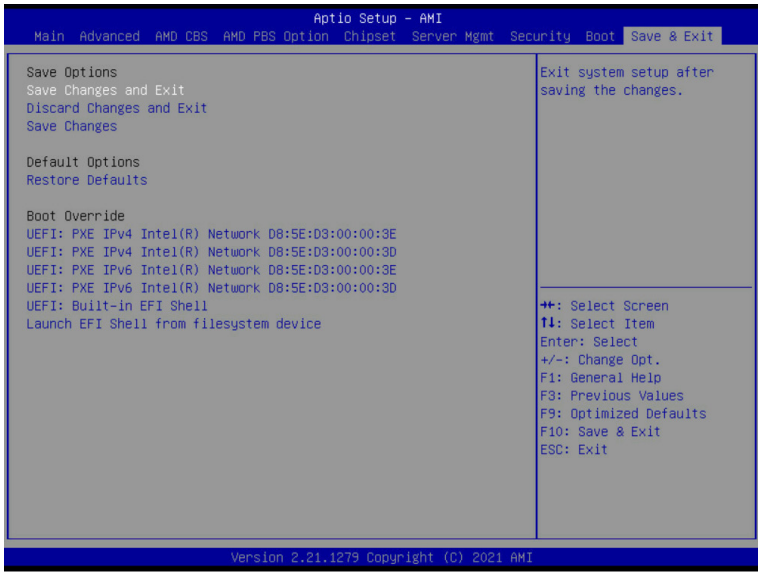 Aptio Setup – AMI
Main Advanced AMD CBS AMD PBS Option Chipset Server Mgmt Security Boot Save & Exit
Save Options
Save Changes and Exit
Discard Changes and Exit
Save Changes
Default Options
Restore Defaults
Boot Override
UEFI: PXE IPv4 Intel(R) Network D8:5E:D3:00:00:3E
UEFI: PXE IPv4 Intel(R) Network D8:5E:D3:00:00:3D
UEFI: PXE IPv6 Intel(R) Network D8:5E:D3:00:00:3E
UEFI: PXE IPv6 Intel(R) Network D8:5E:D3:00:00:3D
UEFI: Built-in EFI Shell
Launch EFI Shell from filesystem device
Exit system setup after
saving the changes.
→←: Select Screen
↑↓: Select Item
Enter: Select
+/-: Change Opt.
F1: General Help
F3: Previous Values
F9: Optimized Defaults
F10: Save & Exit
ESC: Exit
Version 2.21.1279 Copyright (C) 2021 AMI